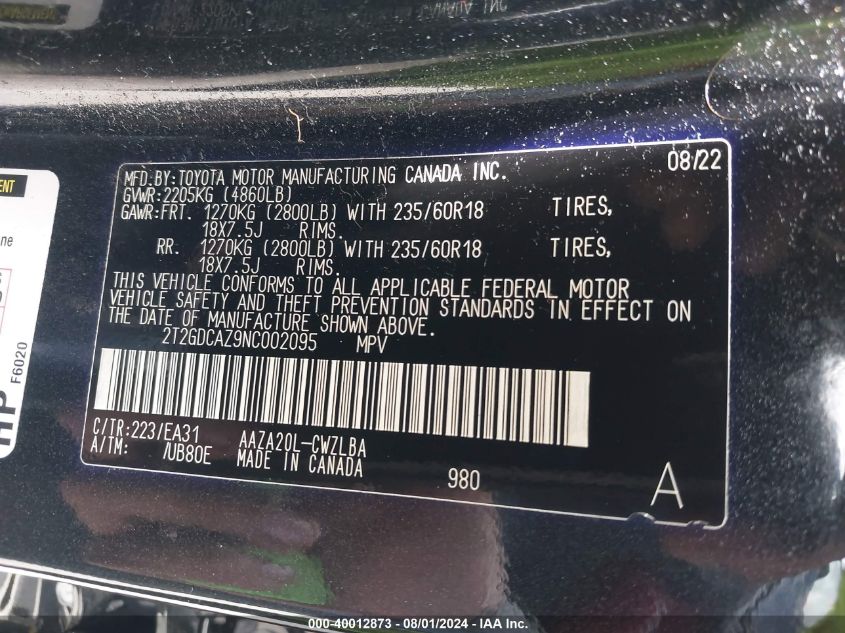 MFD.BY:TOYOTA MOTOR MANUFACTURING CANADA INC. 08/22
GVWR:2205KG (4860LB)
GAWR:FRT. 1270KG (2800LB) WITH 235/60R18 TIRES,
18X7.5J RIMS.
RR. 1270KG (2800LB) WITH 235/60R18 TIRES,
18X7.5J RIMS.
THIS VEHICLE CONFORMS TO ALL APPLICABLE FEDERAL MOTOR
VEHICLE SAFETY AND THEFT PREVENTION STANDARDS IN EFFECT ON
THE DATE OF MANUFACTURE SHOWN ABOVE.
2T2GDCAZ9NC002095 MPV
C/TR:223/EA31 AAZA20L-CWZLBA
A/TM: /UB80E MADE IN CANADA 980 A
F6020
000-40012873 - 08/01/2024 - IAA Inc.